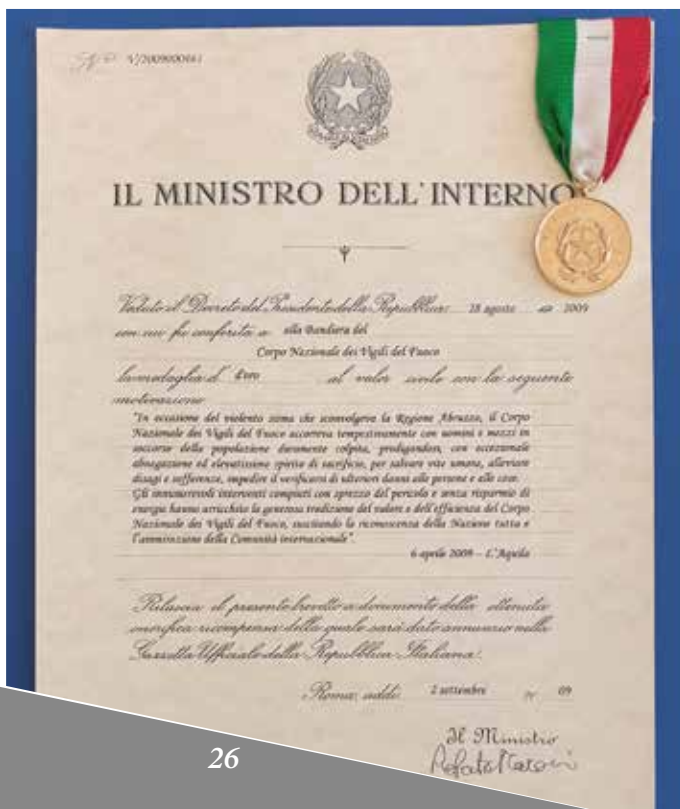 V/2009000461
IL MINISTRO DELL'INTERNO
Veduto il Decreto del Presidente della Repubblica: 28 agosto 2009
con cui fu conferita a alla Bandiera del
Corpo Nazionale dei Vigili del Fuoco
la medaglia d' oro al valor civile con la seguente
motivazione
"In occasione del violento sisma che sconvolgeva la Regione Abruzzo, il Corpo
Nazionale dei Vigili del Fuoco accorreva tempestivamente con uomini e mezzi in
soccorso della popolazione duramente colpita, prodigandosi, con eccezionale
abnegazione ed elevatissimo spirito di sacrificio, per salvare vite umane, alleviare
disagi e sofferenze, impedire il verificarsi di ulteriori danni alle persone e alle cose.
Gli innumerevoli interventi compiuti con sprezzo del pericolo e senza risparmio di
energia hanno arricchito la generosa tradizione del valore e dell'efficienza del Corpo
Nazionale dei Vigili del Fuoco, suscitando la riconoscenza della Nazione tutta e
l'ammirazione della Comunità internazionale".
6 aprile 2009 – L'Aquila
Rilascia il presente brevetto a documento della ottenuta
onorifica ricompensa della quale sarà dato annunzio nella
Gazzetta Ufficiale della Repubblica Italiana.
Roma, addì 2 settembre 09
Il Ministro
26